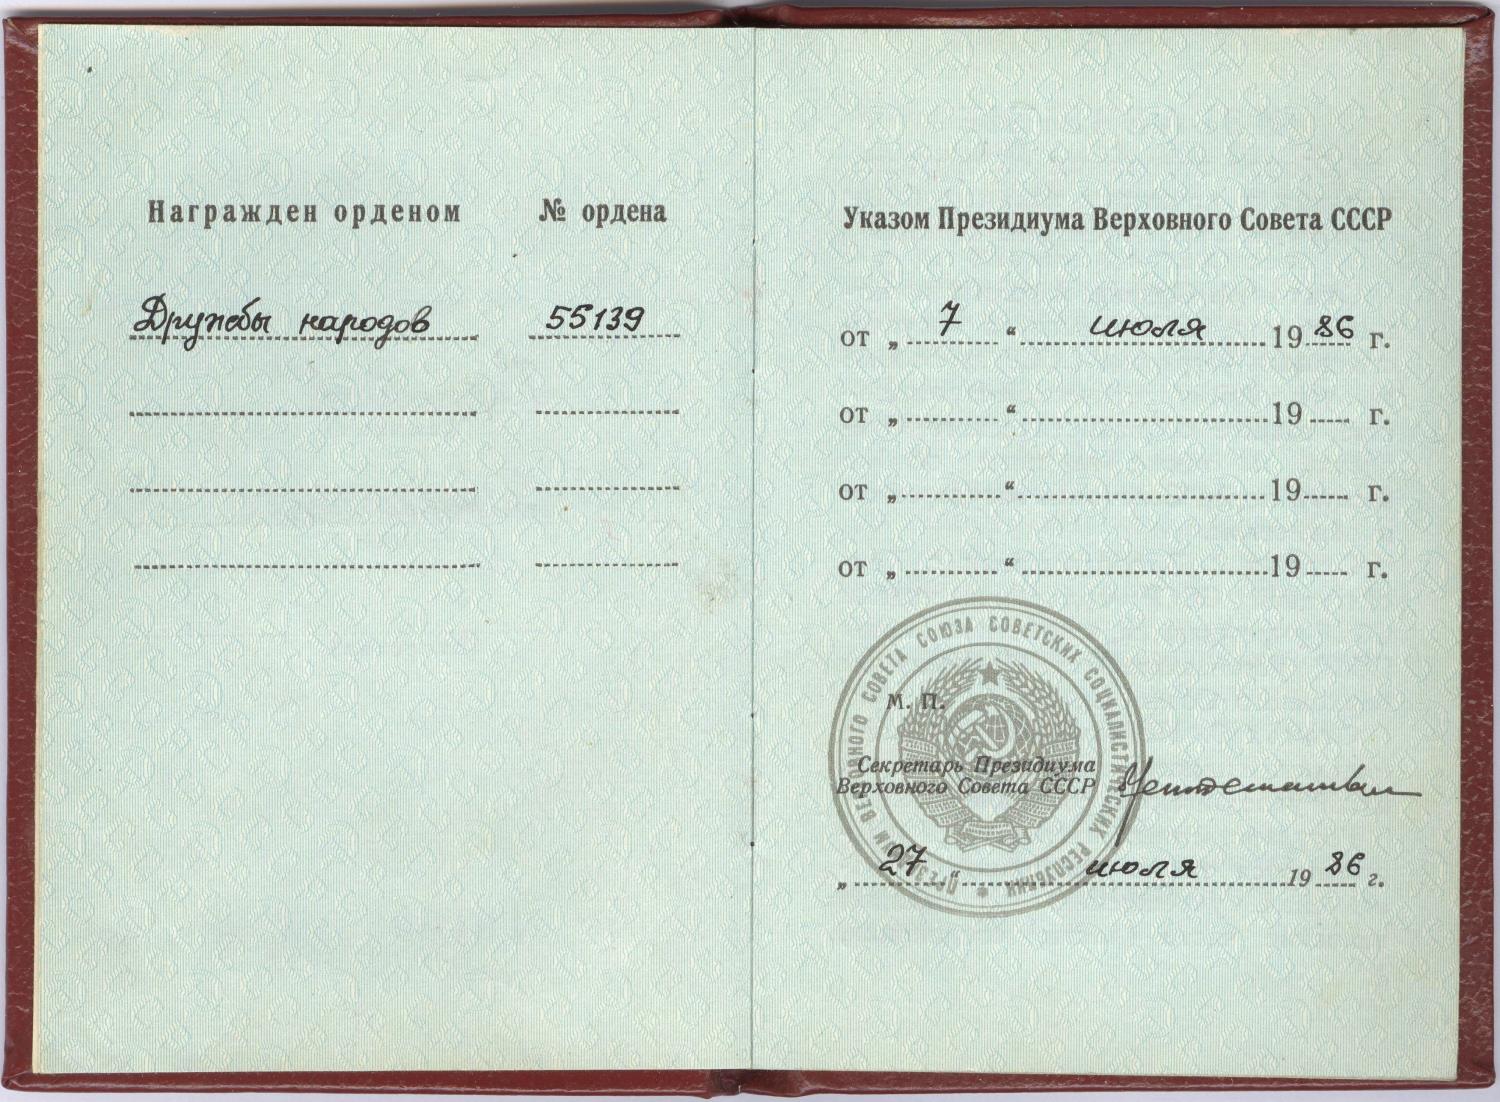 Награжден орденом № ордена
Дружбы народов 55139
Указом Президиума Верховного Совета СССР
от „ 7 “ июля 1986 г.
от „ “ 19 г.
от „ “ 19 г.
от „ “ 19 г.
ПРЕЗИДИУМ ВЕРХОВНОГО СОВЕТА СОЮЗА СОВЕТСКИХ СОЦИАЛИСТИЧЕСКИХ РЕСПУБЛИК
М. П.
Секретарь Президиума
Верховного Совета СССР
„ 27 “ июля 1986 г.